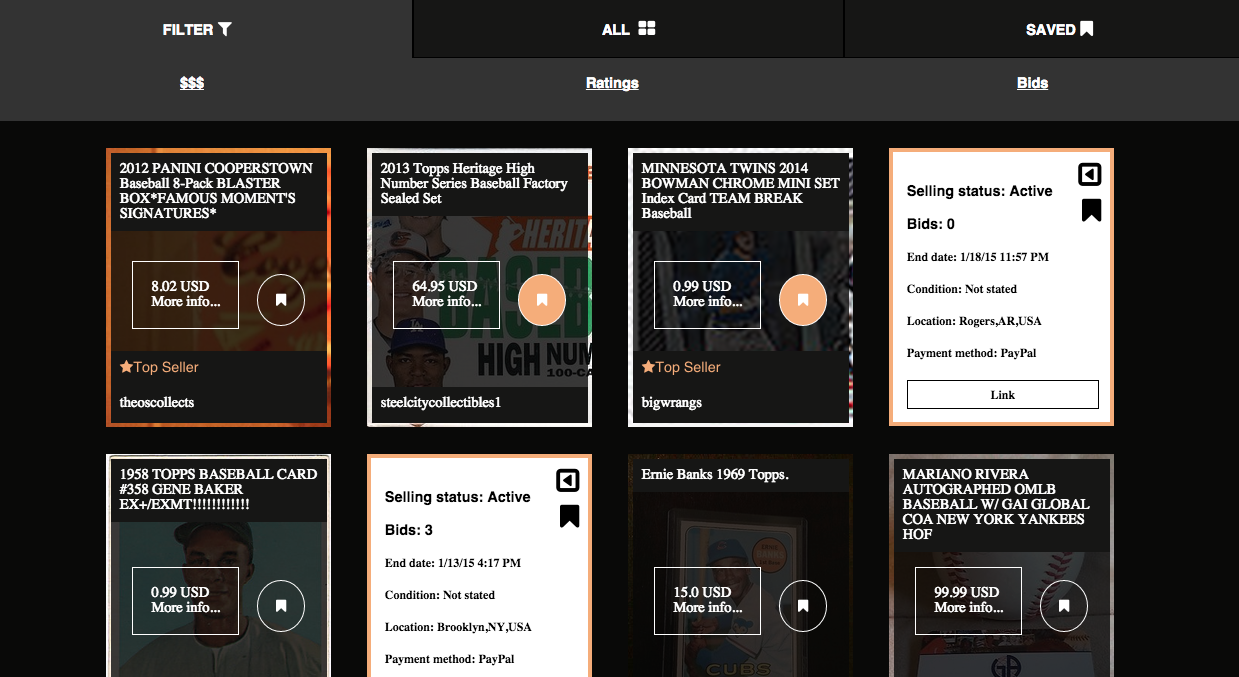 FILTER
ALL
SAVED
$$$
Ratings
Bids
2012 PANINI COOPERSTOWN
Baseball 8-Pack BLASTER
BOX*FAMOUS MOMENT'S
SIGNATURES*
8.02 USD
More info...
Top Seller
theoscollects
2013 Topps Heritage High
Number Series Baseball Factory
Sealed Set
HERITA
BASEB
64.95 USD
More info...
HIGH NUM
100-CA
steelcitycollectibles1
MINNESOTA TWINS 2014
BOWMAN CHROME MINI SET
Index Card TEAM BREAK
Baseball
0.99 USD
More info...
Top Seller
bigwrangs
Selling status: Active
Bids: 0
End date: 1/18/15 11:57 PM
Condition: Not stated
Location: Rogers,AR,USA
Payment method: PayPal
Link
1958 TOPPS BASEBALL CARD
#358 GENE BAKER
EX+/EXMT!!!!!!!!!!!!
0.99 USD
More info...
Selling status: Active
Bids: 3
End date: 1/13/15 4:17 PM
Condition: Not stated
Location: Brooklyn,NY,USA
Payment method: PayPal
Ernie Banks 1969 Topps.
15.0 USD
More info...
CUBS
MARIANO RIVERA
AUTOGRAPHED OMLB
BASEBALL W/ GAI GLOBAL
COA NEW YORK YANKEES
HOF
99.99 USD
More info...